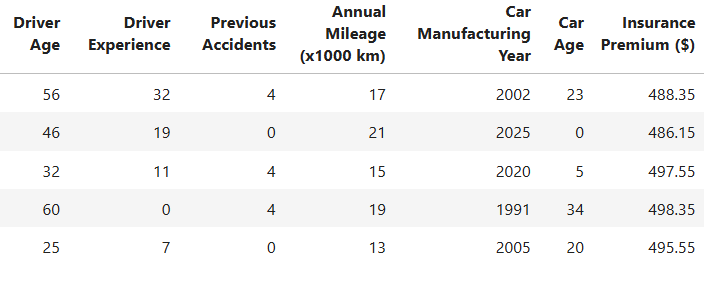 Driver Age Driver Experience Previous Accidents Annual Mileage (x1000 km) Car Manufacturing Year Car Age Insurance Premium ($)
56 32 4 17 2002 23 488.35
46 19 0 21 2025 0 486.15
32 11 4 15 2020 5 497.55
60 0 4 19 1991 34 498.35
25 7 0 13 2005 20 495.55